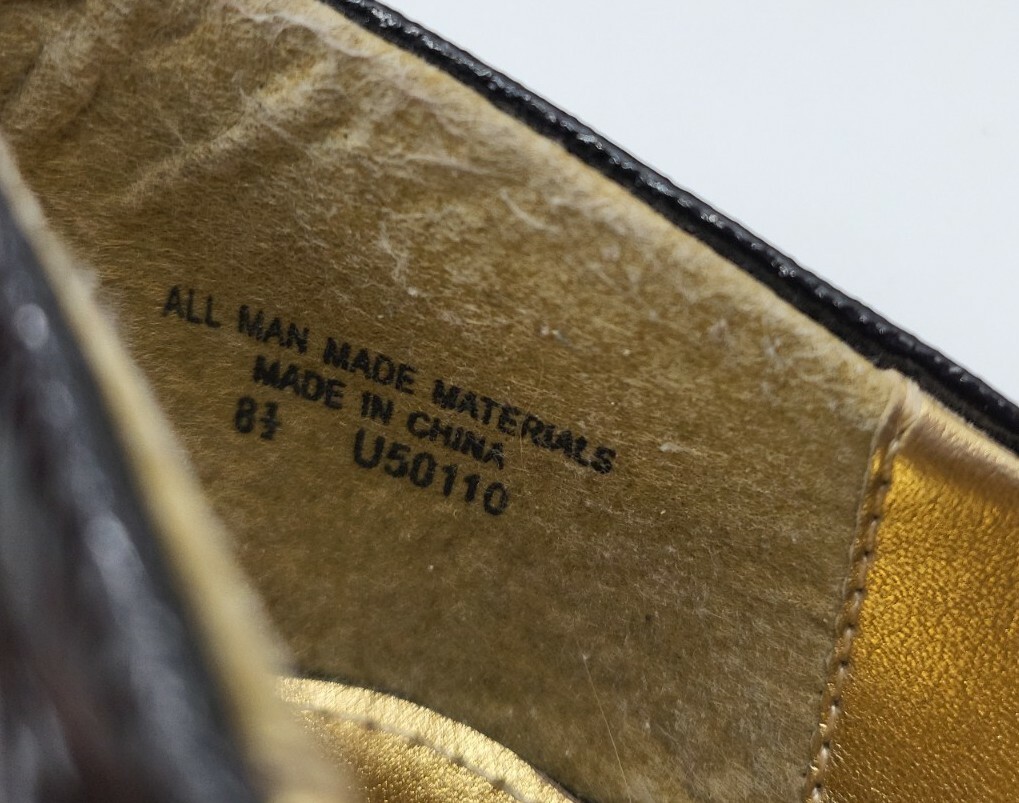 ALL MAN MADE MATERIALS
MADE IN CHINA
8½ U50110